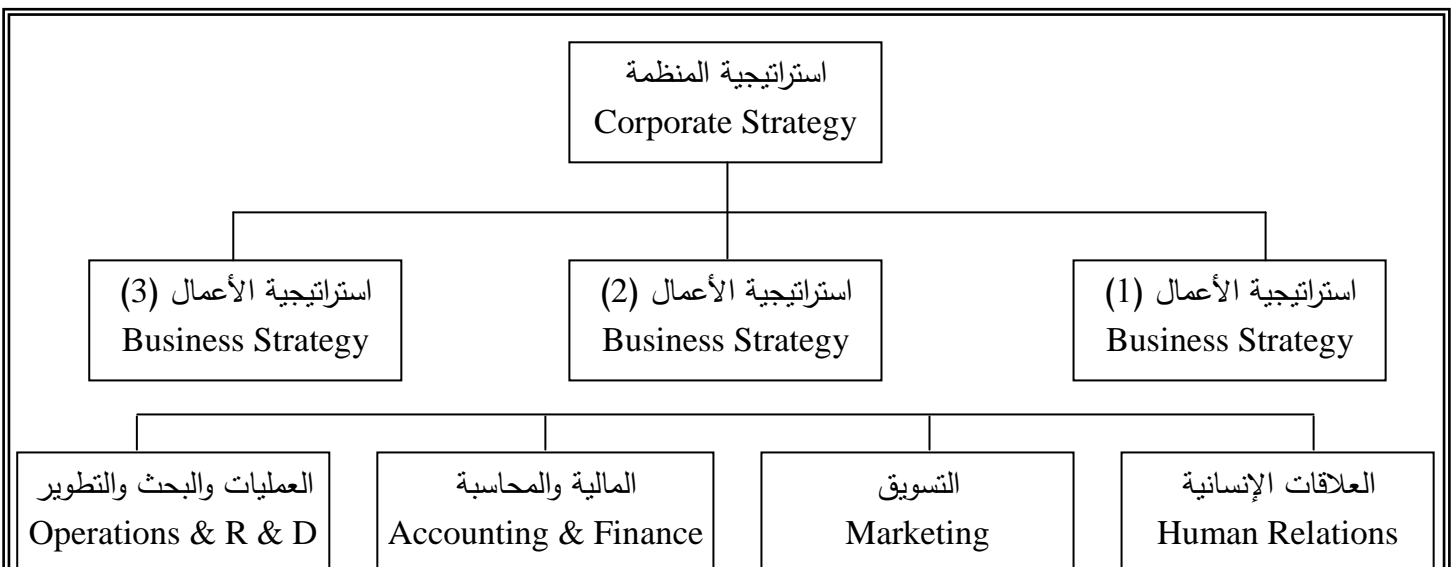 استراتيجية المنظمة
Corporate Strategy
استراتيجية الأعمال (1)
Business Strategy
استراتيجية الأعمال (2)
Business Strategy
استراتيجية الأعمال (3)
Business Strategy
العلاقات الإنسانية
Human Relations
التسويق
Marketing
المالية والمحاسبة
Accounting & Finance
العمليات والبحث والتطوير
Operations & R & D